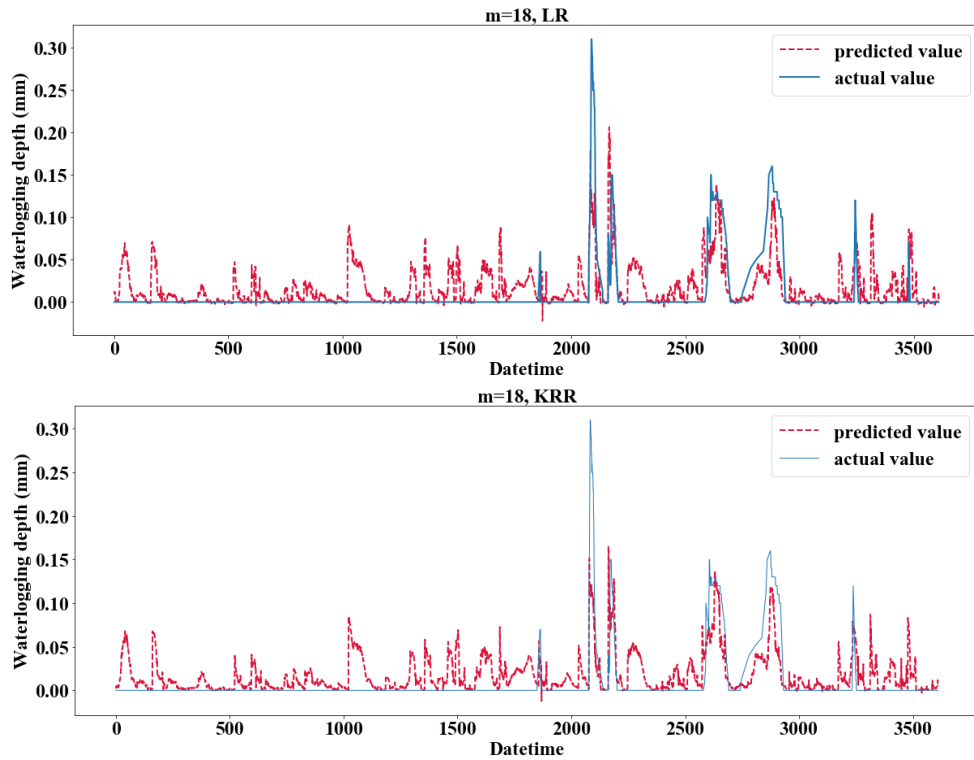 m=18, LR
predicted value
actual value
Waterlogging depth (mm)
0.30
0.25
0.20
0.15
0.10
0.05
0.00
0 500 1000 1500 2000 2500 3000 3500
Datetime
m=18, KRR
predicted value
actual value
Waterlogging depth (mm)
0.30
0.25
0.20
0.15
0.10
0.05
0.00
0 500 1000 1500 2000 2500 3000 3500
Datetime